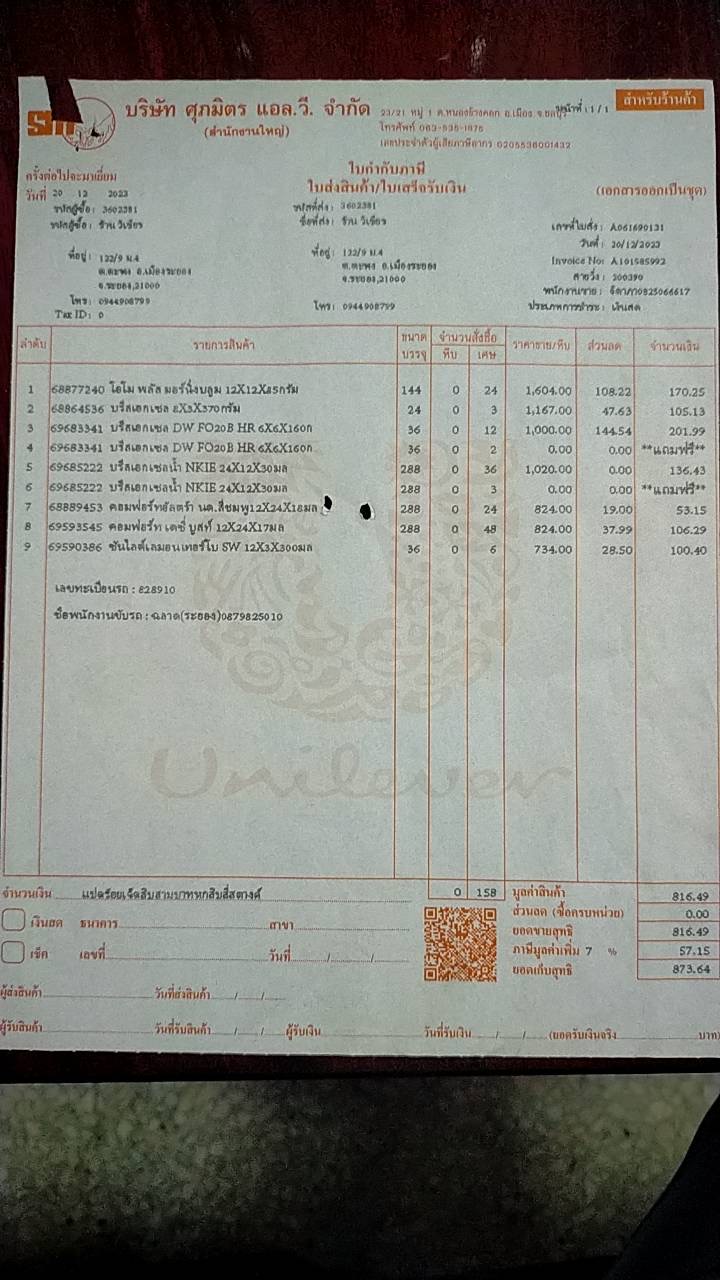 บริษัท ศุภมิตร แอล.วี. จำกัด
(สำนักงานใหญ่)
23/21 หมู่ 1 ต.หนองข้างคอก อ.เมือง จ.ชลบุรี
หน้าที่ : 1 / 1
สำหรับร้านค้า
เลขประจำตัวผู้เสียภาษีอากร 0205536001432
ใบกำกับภาษี
ใบส่งสินค้า/ใบเสร็จรับเงิน
(เอกสารออกเป็นชุด)
ครั้งต่อไปจะมาเยี่ยม
วันที่ 20 12 2023
รหัสผู้ซื้อ : 3602381
รหัสที่ส่ง : 3602381
ชื่อที่ส่ง : ร้าน วิเชียร
เลขที่ใบสั่ง : A061690131
วันที่ : 20/12/2023
ที่อยู่ : 122/9 ม.4
ต.ตะพง อ.เมืองระยอง
จ.ระยอง,21000
ที่อยู่ : 122/9 ม.4
ต.ตะพง อ.เมืองระยอง
จ.ระยอง,21000
Invoice No: A101585992
สายวิ่ง : 200390
พนักงานขาย : จิดาภา0825066617
ประเภทการชำระ : เงินสด
โทร : 0944908799
โทร : 0944908799
Tax ID : 0
ลำดับ รายการสินค้า ขนาดบรรจุ จำนวนสั่งซื้อ หีบ เศษ ราคาขาย/หีบ ส่วนลด จำนวนเงิน
1 68877240 โอโม พลัส มอร์นิ่งบลูม 12X12X85กรัม 144 0 24 1,604.00 108.22 170.25
2 68864536 บรีสเอกเซล 8X3X370กรัม 24 0 3 1,167.00 47.63 105.13
3 69683341 บรีสเอกเซล DW FO20B HR 6X6X160ก 36 0 12 1,000.00 144.54 201.99
4 69683341 บรีสเอกเซล DW FO20B HR 6X6X160ก 36 0 2 0.00 0.00 **แถมฟรี**
5 69685222 บรีสเอกเซลน้ำ NKIE 24X12X30มล 288 0 36 1,020.00 0.00 136.43
6 69685222 บรีสเอกเซลน้ำ NKIE 24X12X30มล 288 0 3 0.00 0.00 **แถมฟรี**
7 68889453 คอมฟอร์ทอัลตร้า นด.สีชมพู12X24X18มล 288 0 24 824.00 19.00 53.15
8 69593545 คอมฟอร์ท เดซี่ บูสท์ 12X24X17มล 288 0 48 824.00 37.99 106.29
9 69590386 ซันไลต์เลมอนเทอร์โบ SW 12X3X300มล 36 0 6 734.00 28.50 100.40
เลขทะเบียนรถ : 828910
ชื่อพนักงานขับรถ : ฉลาด(ระยอง)0879825010
Unilever
จำนวนเงิน แปดร้อยเจ็ดสิบสามบาทหกสิบสี่สตางค์ 0 158 มูลค่าสินค้า 816.49
ส่วนลด (ซื้อครบหน่วย) 0.00
เงินสด ธนาคาร สาขา ยอดขายสุทธิ 816.49
เช็ค เลขที่ วันที่ / / ภาษีมูลค่าเพิ่ม 7 % 57.15
ยอดเก็บสุทธิ 873.64
ผู้ส่งสินค้า วันที่ส่งสินค้า / /
ผู้รับสินค้า วันที่รับสินค้า / / ผู้รับเงิน วันที่รับเงิน / / (ยอดรับเงินจริง บาท)